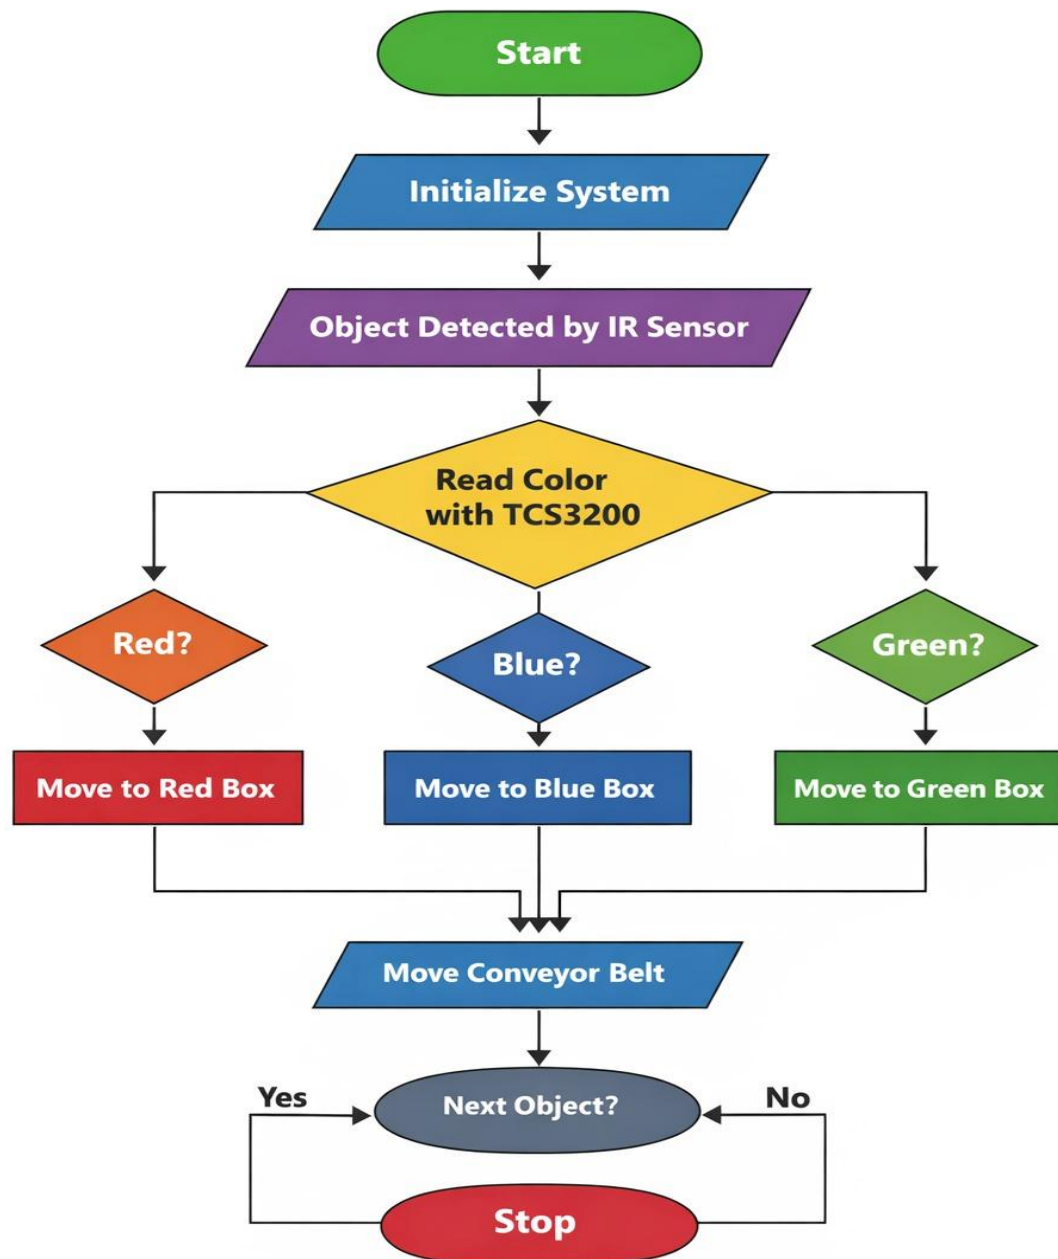 Start
Initialize System
Object Detected by IR Sensor
Read Color
with TCS3200
Red?
Blue?
Green?
Move to Red Box
Move to Blue Box
Move to Green Box
Move Conveyor Belt
Yes
Next Object?
No
Stop